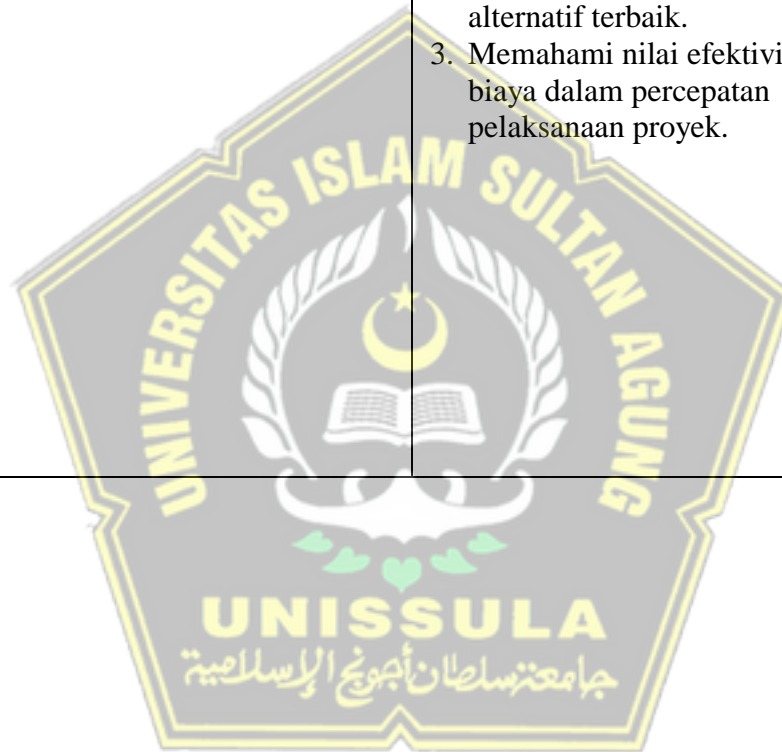 alternatif terbaik.
3. Memahami nilai efektivi
biaya dalam percepatan
pelaksanaan proyek.
UNIVERSITAS ISLAM SULTAN AGUNG
UNISSULA
جامعة سلطان أجونج الإسلامية